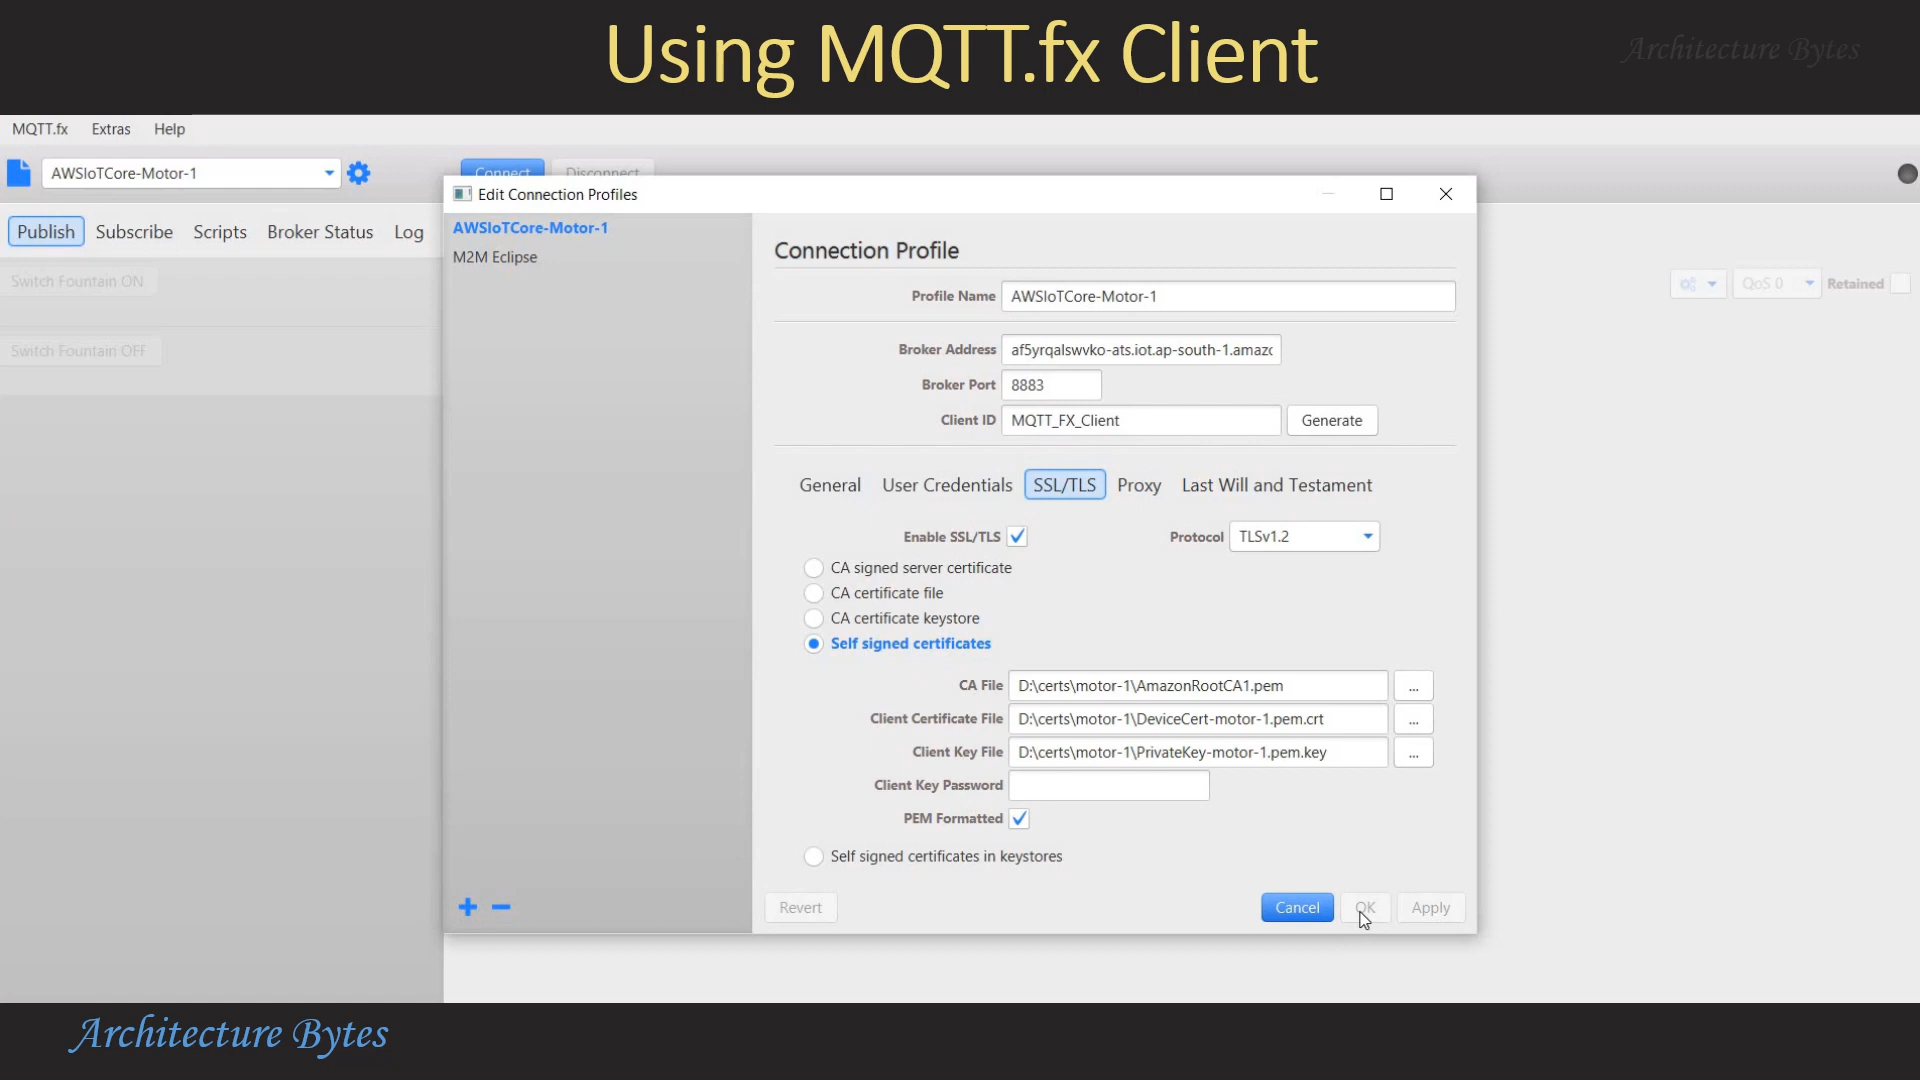 Using MQTT.fx Client
Architecture Bytes
MQTT.fx Extras Help
AWSIoTCore-Motor-1
Connect Disconnect
Edit Connection Profiles
Publish Subscribe Scripts Broker Status Log
AWSIoTCore-Motor-1
M2M Eclipse
Switch Fountain ON
Switch Fountain OFF
QoS 0 Retained
Connection Profile
Profile Name AWSIoTCore-Motor-1
Broker Address af5yrqalswvko-ats.iot.ap-south-1.amazc
Broker Port 8883
Client ID MQTT_FX_Client Generate
General User Credentials SSL/TLS Proxy Last Will and Testament
Enable SSL/TLS Protocol TLSv1.2
CA signed server certificate
CA certificate file
CA certificate keystore
Self signed certificates
CA File D:\certs\motor-1\AmazonRootCA1.pem ...
Client Certificate File D:\certs\motor-1\DeviceCert-motor-1.pem.crt ...
Client Key File D:\certs\motor-1\PrivateKey-motor-1.pem.key ...
Client Key Password
PEM Formatted
Self signed certificates in keystores
Revert Cancel OK Apply
Architecture Bytes